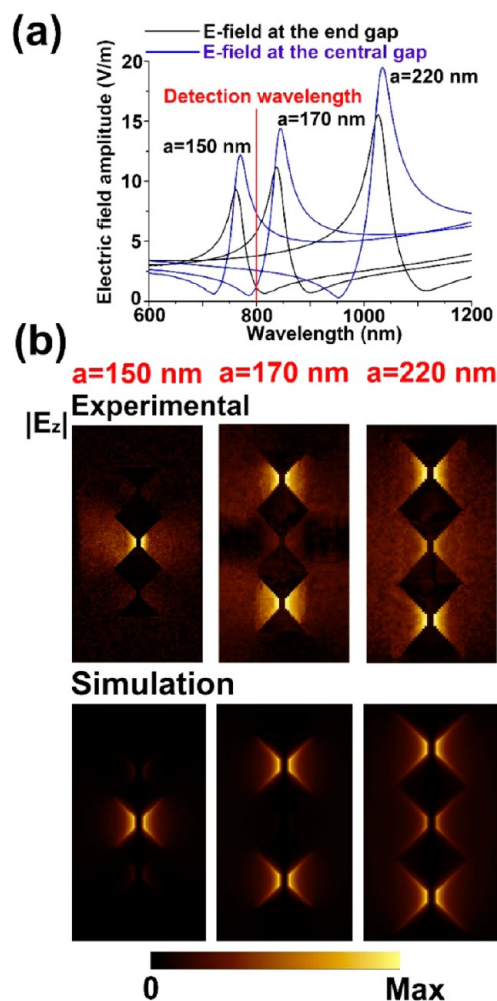 (a)
E-field at the end gap
E-field at the central gap
Electric field amplitude (V/m)
20
15
10
5
0
Detection wavelength
a=150 nm
a=170 nm
a=220 nm
600
800
1000
1200
Wavelength (nm)
(b)
a=150 nm a=170 nm a=220 nm
Experimental
|Ez|
Simulation
0
Max